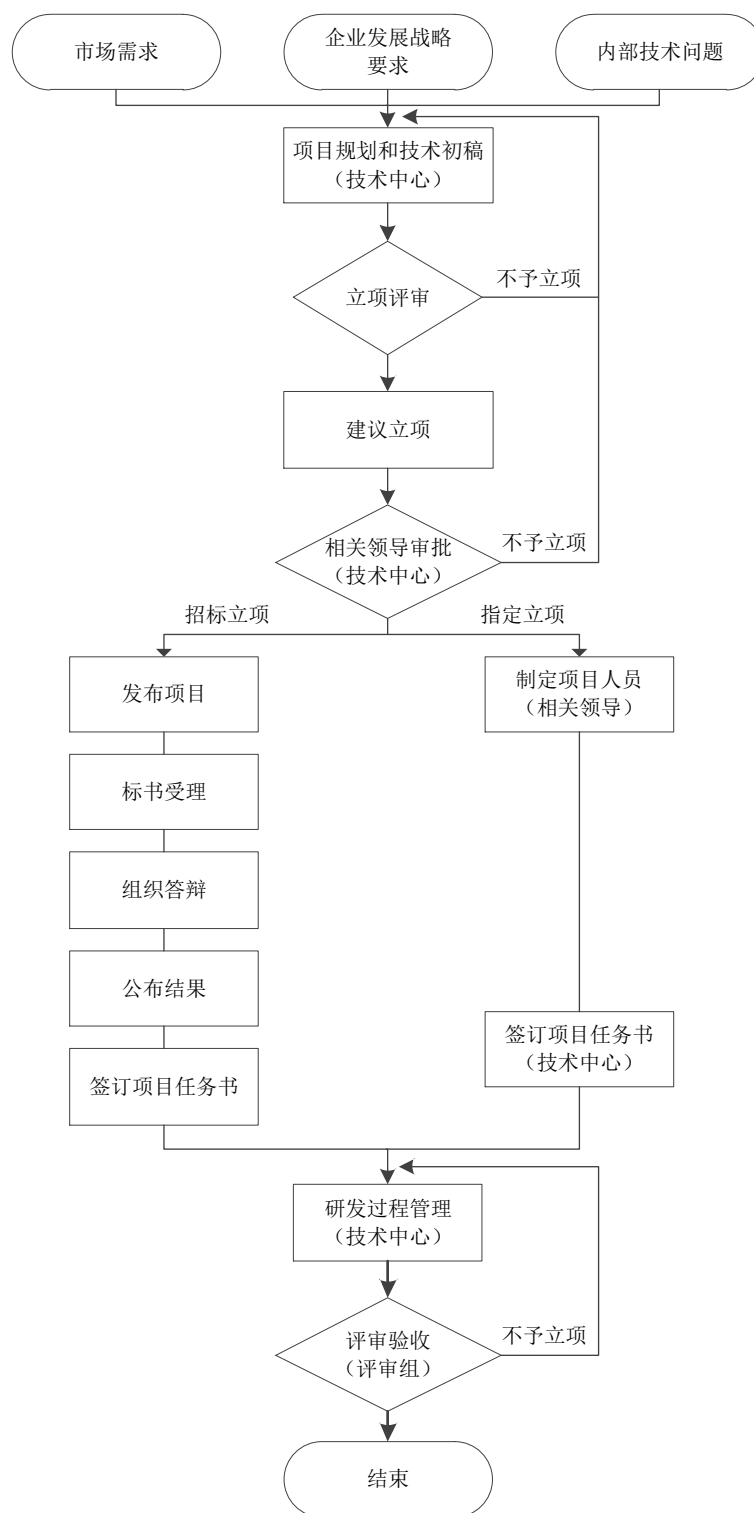 市场需求
企业发展战略
要求
内部技术问题
项目规划和技术初稿
（技术中心）
立项评审
不予立项
建议立项
相关领导审批
（技术中心）
不予立项
招标立项
指定立项
发布项目
制定项目人员
（相关领导）
标书受理
组织答辩
公布结果
签订项目任务书
（技术中心）
签订项目任务书
研发过程管理
（技术中心）
评审验收
（评审组）
不予立项
结束